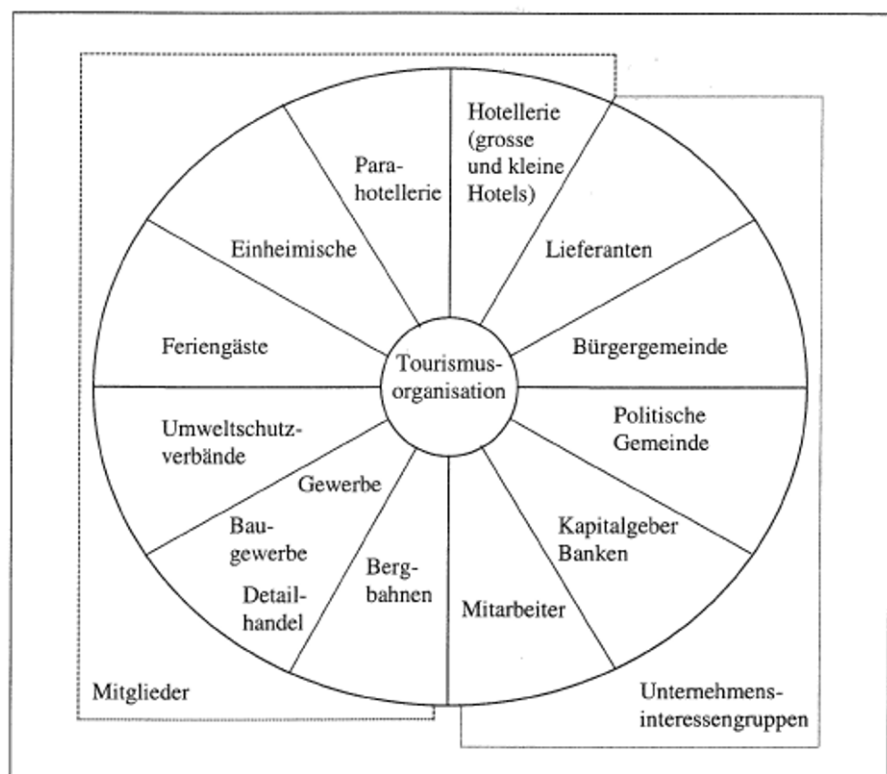 Hotellerie
(grosse
und kleine
Hotels)
Para-
hotellerie
Einheimische
Lieferanten
Feriengäste
Bürgergemeinde
Tourismus-
organisation
Umweltschutz-
verbände
Politische
Gemeinde
Gewerbe
Bau-
gewerbe
Detail-
handel
Berg-
bahnen
Mitarbeiter
Kapitalgeber
Banken
Mitglieder
Unternehmens-
interessengruppen